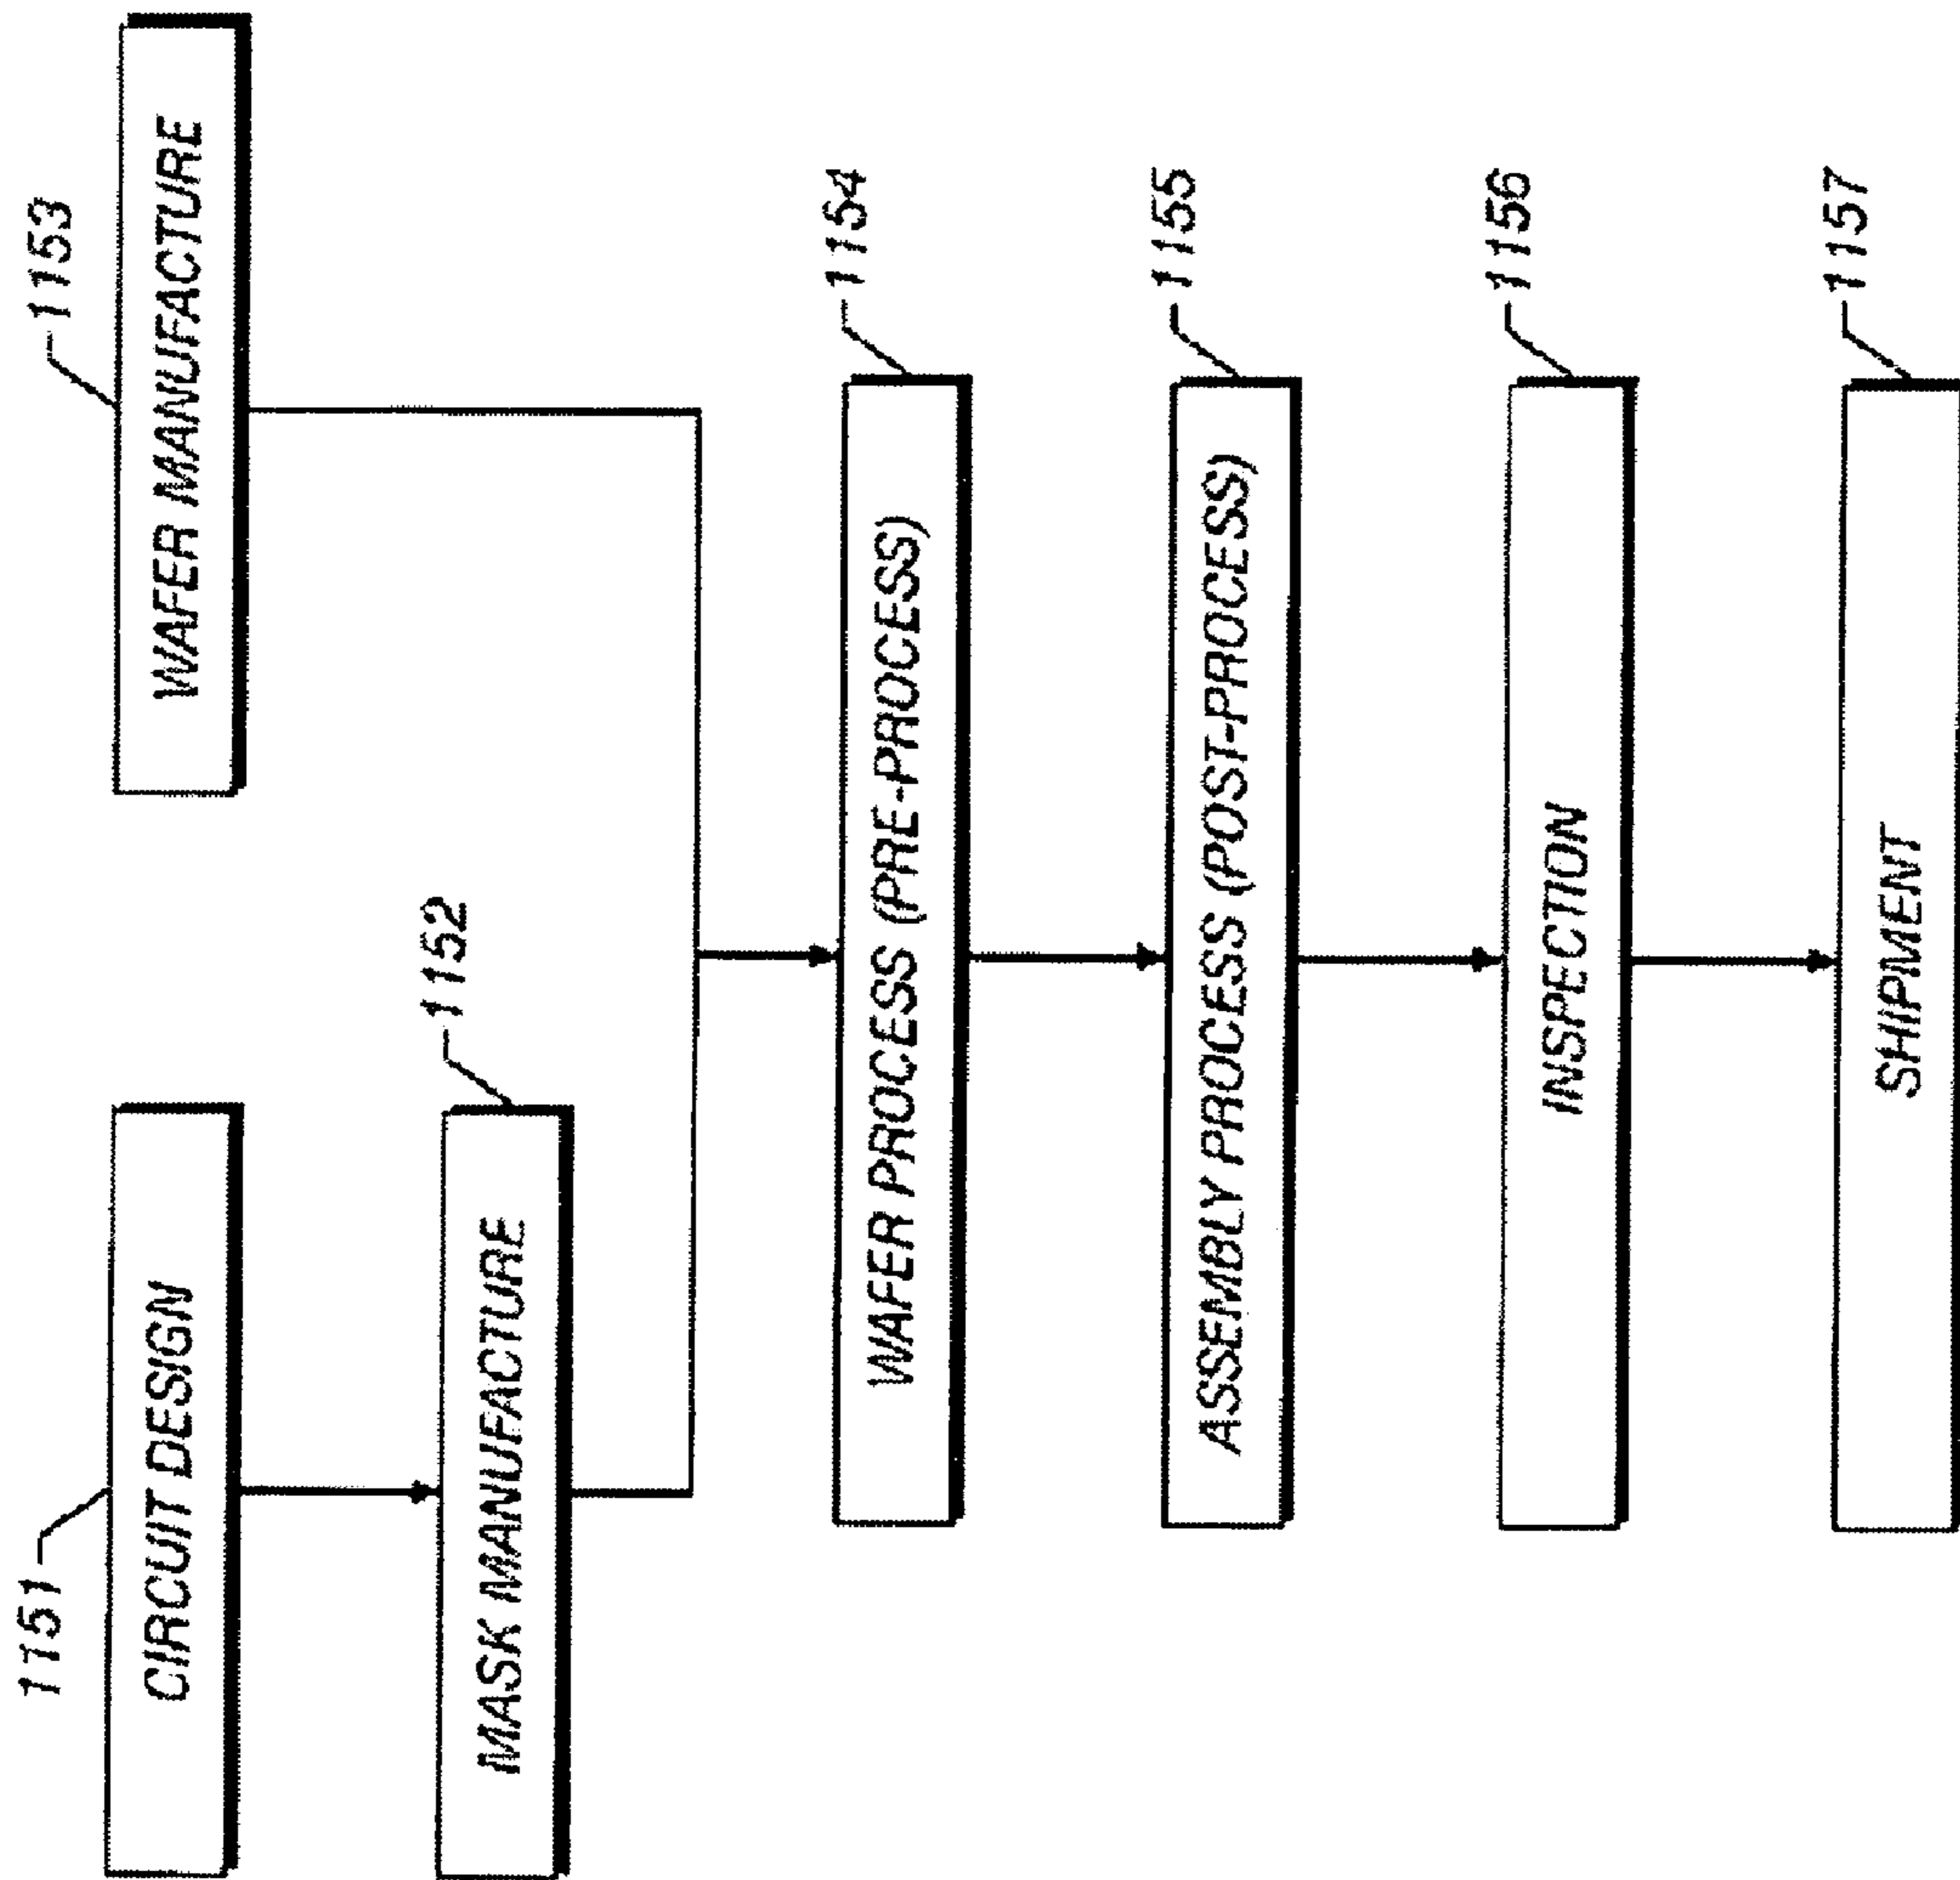 1151
CIRCUIT DESIGN
1153
WAFER MANUFACTURE
1152
MASK MANUFACTURE
1154
WAFER PROCESS (PRE-PROCESS)
1155
ASSEMBLY PROCESS (POST-PROCESS)
1156
INSPECTION
1157
SHIPMENT